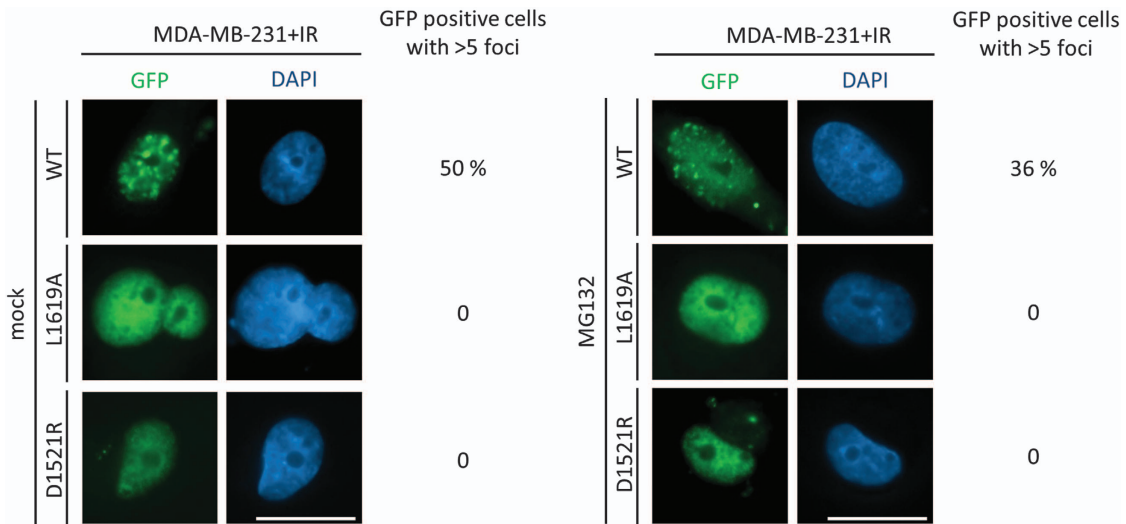 MDA-MB-231+IR
GFP positive cells
with >5 foci
GFP
DAPI
mock
WT
50 %
L1619A
0
D1521R
0
MDA-MB-231+IR
GFP positive cells
with >5 foci
GFP
DAPI
MG132
WT
36 %
L1619A
0
D1521R
0